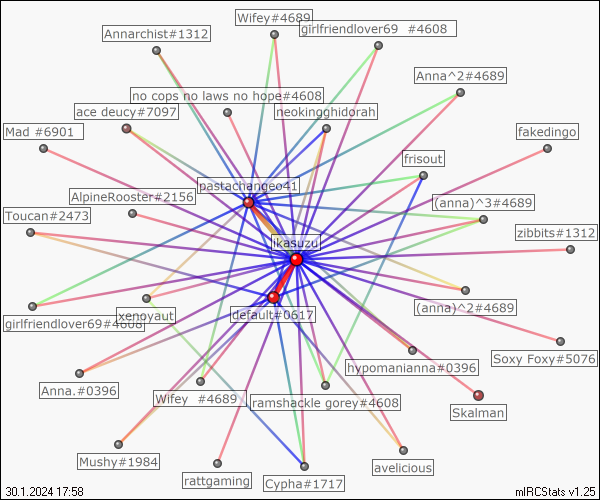 Wifey#4689
girlfriendlover69 #4608
Annarchist#1312
Anna^2#4689
no cops no laws no hope#4608
ace deucy#7097
neokingghidorah
Mad #6901
fakedingo
frisout
pastachangeo41
AlpineRooster#2156
(anna)^3#4689
Toucan#2473
zibbits#1312
ikasuzu
(anna)^2#4689
xenoyaut
default#0617
girlfriendlover69#4608
Soxy Foxy#5076
hypomanianna#0396
Anna.#0396
Wifey #4689
ramshackle gorey#4608
Skalman
Mushy#1984
avelicious
rattgaming
Cypha#1717
30.1.2024 17:58
mIRCStats v1.25